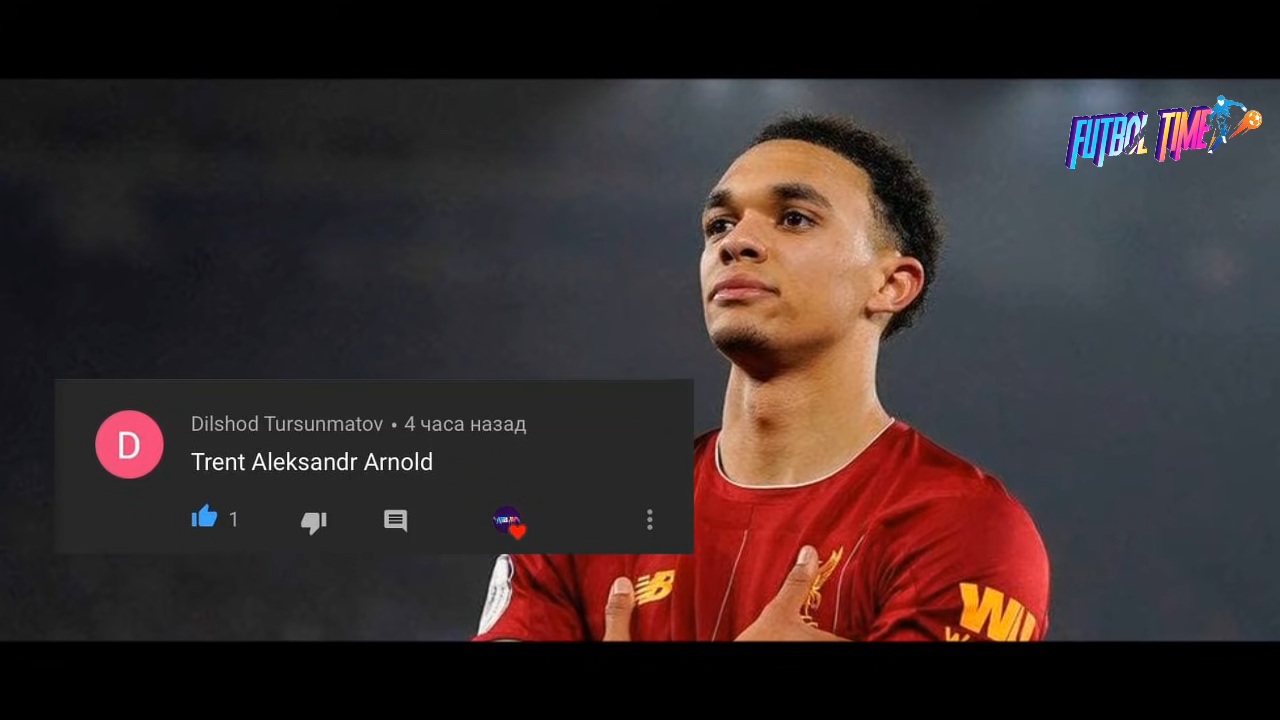 FUTBOL TIME
Dilshod Tursunmatov • 4 часа назад
Trent Aleksandr Arnold
1
D